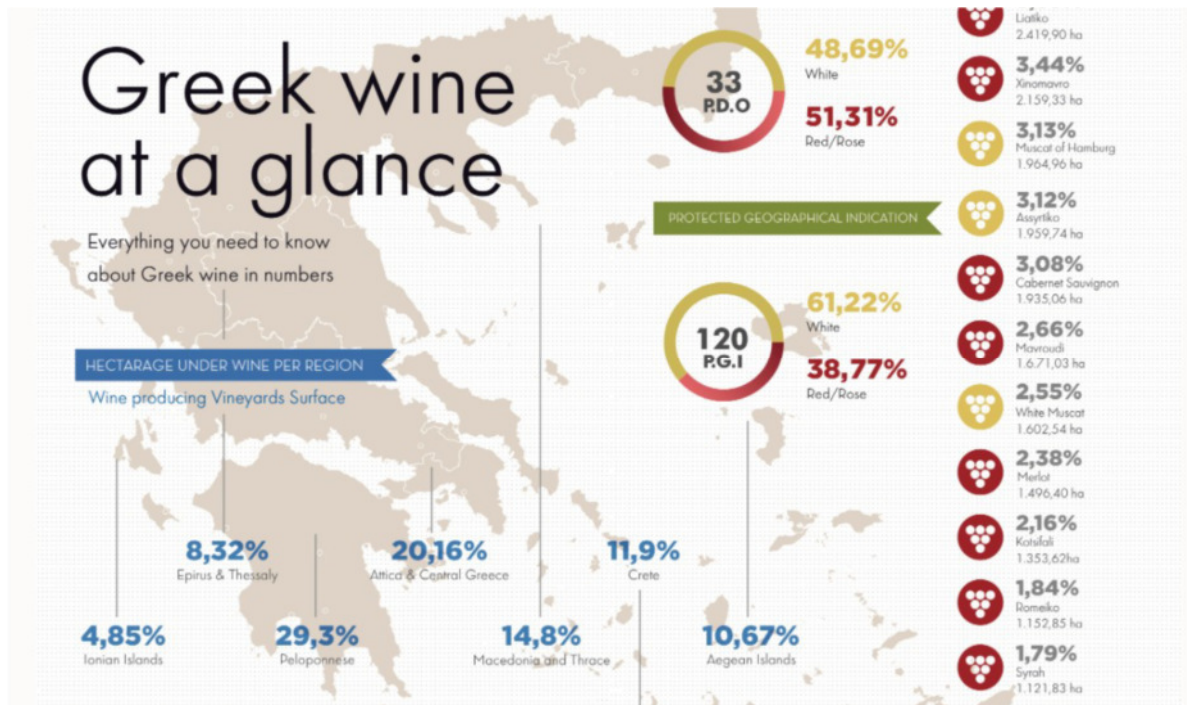 Greek wine
at a glance
Everything you need to know
about Greek wine in numbers
HECTARAGE UNDER WINE PER REGION
Wine producing Vineyards Surface
8,32%
Epirus & Thessaly
20,16%
Attica & Central Greece
11,9%
Crete
4,85%
Ionian Islands
29,3%
Peloponnese
14,8%
Macedonia and Thrace
10,67%
Aegean Islands
33
P.D.O
48,69%
White
51,31%
Red/Rose
PROTECTED GEOGRAPHICAL INDICATION
120
P.G.I
61,22%
White
38,77%
Red/Rose
Liatiko
2.419,90 ha
3,44%
Xinomavro
2.159,33 ha
3,13%
Muscat of Hamburg
1.964,96 ha
3,12%
Assyrtiko
1.959,74 ha
3,08%
Cabernet Sauvignon
1.935,06 ha
2,66%
Mavroudi
1.6.71,03 ha
2,55%
White Muscat
1.602,54 ha
2,38%
Merlot
1.496,40 ha
2,16%
Kotsifali
1.353,62ha
1,84%
Romeiko
1.152,85 ha
1,79%
Syrah
1.121,83 ha